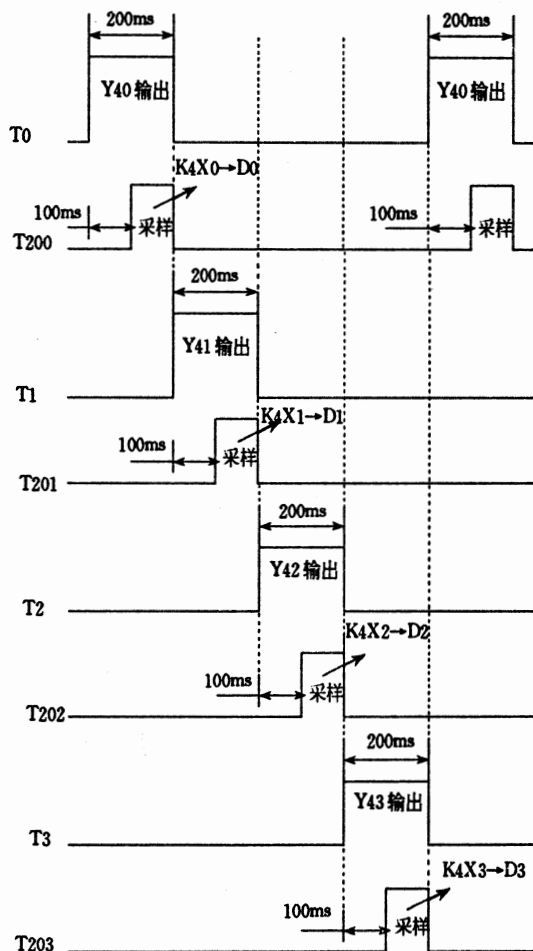 200ms 200ms
Y40 输出 Y40 输出
T0
K4X0→D0
100ms 采样 100ms 采样
T200
200ms
Y41 输出
T1
K4X1→D1
100ms 采样
T201
200ms
Y42 输出
T2
K4X2→D2
100ms 采样
T202
200ms
Y43 输出
T3
K4X3→D3
100ms 采样
T203